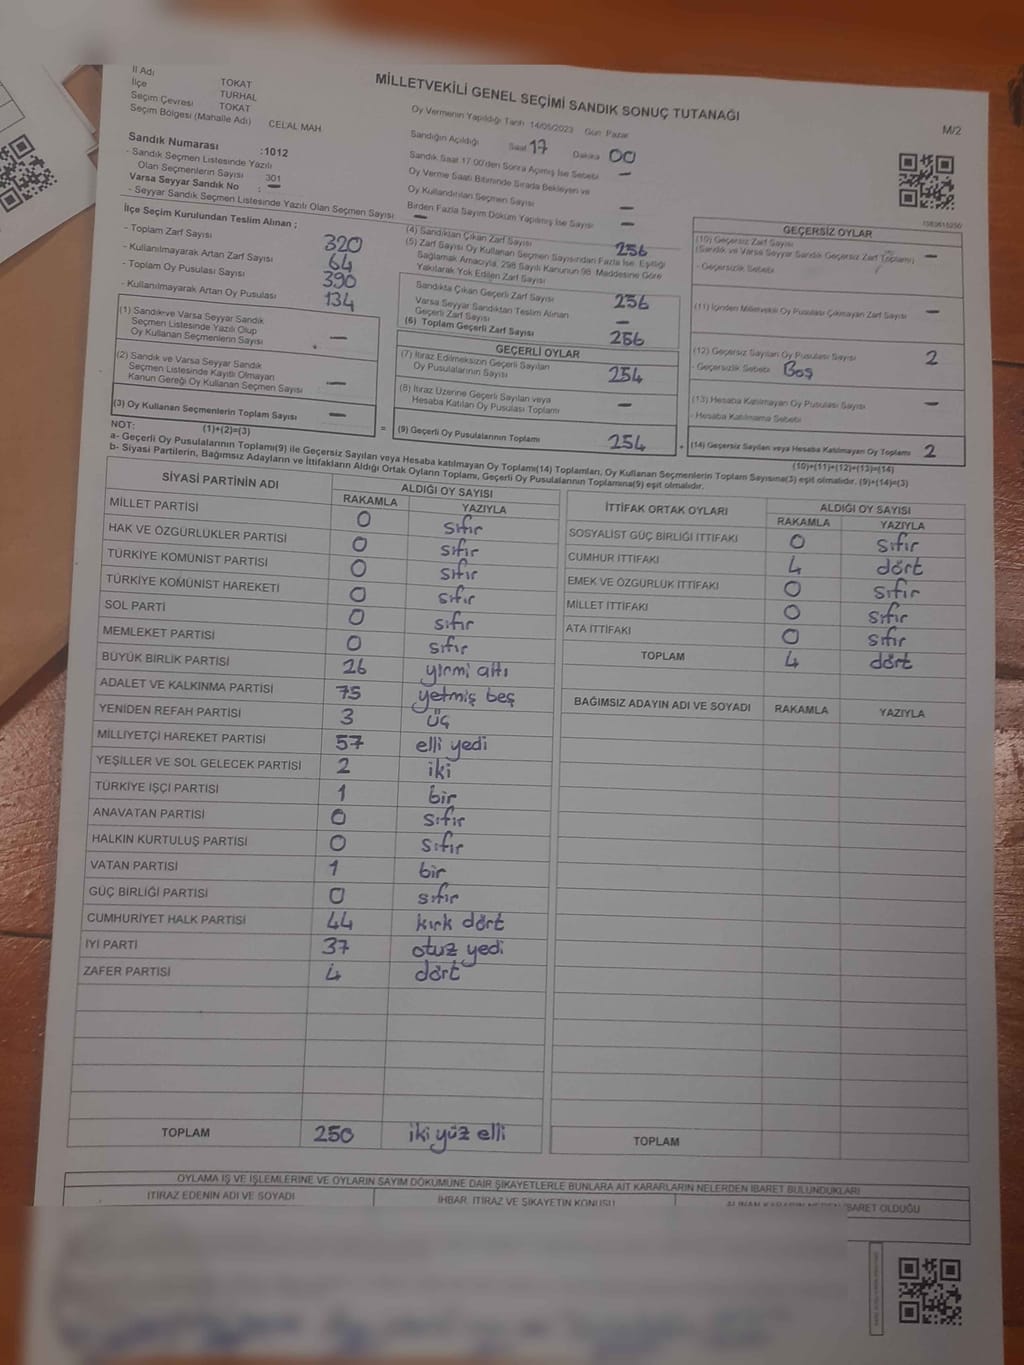 MİLLETVEKİLİ GENEL SEÇİMİ SANDIK SONUÇ TUTANAĞI
M/2
İl Adı TOKAT
İlçe TURHAL
Seçim Çevresi TOKAT
Seçim Bölgesi (Mahalle Adı) CELAL MAH
Sandık Numarası :1012
- Sandık Seçmen Listesinde Yazılı
Olan Seçmenlerin Sayısı 301
Varsa Seyyar Sandık No : —
- Seyyar Sandık Seçmen Listesinde Yazılı Olan Seçmen Sayısı —
Oy Vermenin Yapıldığı Tarih :14/05/2023 Gün: Pazar
Sandığın Açıldığı Saat 17 Dakika 00
Sandık Saat 17.00'den Sonra Açılmış İse Sebebi —
Oy Verme Saati Bitiminde Sırada Bekleyen ve
Oy Kullandırılan Seçmen Sayısı —
Birden Fazla Sayım Döküm Yapılmış İse Sayısı —
İlçe Seçim Kurulundan Teslim Alınan ;
- Toplam Zarf Sayısı 320
- Kullanılmayarak Artan Zarf Sayısı 64
- Toplam Oy Pusulası Sayısı 390
- Kullanılmayarak Artan Oy Pusulası 134
(1) Sandık ve Varsa Seyyar Sandık
Seçmen Listesinde Yazılı Olup
Oy Kullanan Seçmenlerin Sayısı —
(2) Sandık ve Varsa Seyyar Sandık
Seçmen Listesinde Kayıtlı Olmayan
Kanun Gereği Oy Kullanan Seçmen Sayısı —
(3) Oy Kullanan Seçmenlerin Toplam Sayısı —
(1)+(2)=(3)
(4) Sandıktan Çıkan Zarf Sayısı 256
(5) Zarf Sayısı Oy Kullanan Seçmen Sayısından Fazla İse, Eşitliği
Sağlamak Amacıyla, 298 Sayılı Kanunun 98. Maddesine Göre
Yakılarak Yok Edilen Zarf Sayısı
Sandıkta Çıkan Geçerli Zarf Sayısı 256
Varsa Seyyar Sandıktan Teslim Alınan
Geçerli Zarf Sayısı —
(6) Toplam Geçerli Zarf Sayısı 256
GEÇERLİ OYLAR
(7) İtiraz Edilmeksizin Geçerli Sayılan
Oy Pusulalarının Sayısı 254
(8) İtiraz Üzerine Geçerli Sayılan veya
Hesaba Katılan Oy Pusulası Toplamı —
= (9) Geçerli Oy Pusulalarının Toplamı 254
GEÇERSİZ OYLAR
(10) Geçersiz Zarf Sayısı
(Sandık ve Varsa Seyyar Sandık Geçersiz Zarf Toplamı) —
- Geçersizlik Sebebi
(11) İçinden Milletvekili Oy Pusulası Çıkmayan Zarf Sayısı —
(12) Geçersiz Sayılan Oy Pusulası Sayısı 2
- Geçersizlik Sebebi Boş
(13) Hesaba Katılmayan Oy Pusulası Sayısı —
- Hesaba Katılmama Sebebi
+ (14) Geçersiz Sayılan veya Hesaba Katılmayan Oy Toplamı 2
(10)+(11)+(12)+(13)=(14)
NOT:
a- Geçerli Oy Pusulalarının Toplamı(9) ile Geçersiz Sayılan veya Hesaba katılmayan Oy Toplamı(14) Toplamları, Oy Kullanan Seçmenlerin Toplam Sayısına(3) eşit olmalıdır. (9)+(14)=(3)
b- Siyasi Partilerin, Bağımsız Adayların ve İttifakların Aldığı Ortak Oyların Toplamı, Geçerli Oy Pusulalarının Toplamına(9) eşit olmalıdır.
SİYASİ PARTİNİN ADI ALDIĞI OY SAYISI
RAKAMLA YAZIYLA
MİLLET PARTİSİ 0 sıfır
HAK VE ÖZGÜRLÜKLER PARTİSİ 0 sıfır
TÜRKİYE KOMÜNİST PARTİSİ 0 sıfır
TÜRKİYE KOMÜNİST HAREKETİ 0 sıfır
SOL PARTİ 0 sıfır
MEMLEKET PARTİSİ 0 sıfır
BÜYÜK BİRLİK PARTİSİ 26 yirmi altı
ADALET VE KALKINMA PARTİSİ 75 yetmiş beş
YENİDEN REFAH PARTİSİ 3 üç
MİLLİYETÇİ HAREKET PARTİSİ 57 elli yedi
YEŞİLLER VE SOL GELECEK PARTİSİ 2 iki
TÜRKİYE İŞÇİ PARTİSİ 1 bir
ANAVATAN PARTİSİ 0 sıfır
HALKIN KURTULUŞ PARTİSİ 0 sıfır
VATAN PARTİSİ 1 bir
GÜÇ BİRLİĞİ PARTİSİ 0 sıfır
CUMHURİYET HALK PARTİSİ 44 kırk dört
İYİ PARTİ 37 otuz yedi
ZAFER PARTİSİ 4 dört
TOPLAM 250 iki yüz elli
İTTİFAK ORTAK OYLARI ALDIĞI OY SAYISI
RAKAMLA YAZIYLA
SOSYALİST GÜÇ BİRLİĞİ İTTİFAKI 0 sıfır
CUMHUR İTTİFAKI 4 dört
EMEK VE ÖZGÜRLÜK İTTİFAKI 0 sıfır
MİLLET İTTİFAKI 0 sıfır
ATA İTTİFAKI 0 sıfır
TOPLAM 4 dört
BAĞIMSIZ ADAYIN ADI VE SOYADI RAKAMLA YAZIYLA
TOPLAM
OYLAMA İŞ VE İŞLEMLERİNE VE OYLARIN SAYIM DÖKÜMÜNE DAİR ŞİKAYETLERLE BUNLARA AİT KARARLARIN NELERDEN İBARET BULUNDUKLARI
İTİRAZ EDENİN ADI VE SOYADI İHBAR, İTİRAZ VE ŞİKAYETİN KONUSU İBARET OLDUĞU